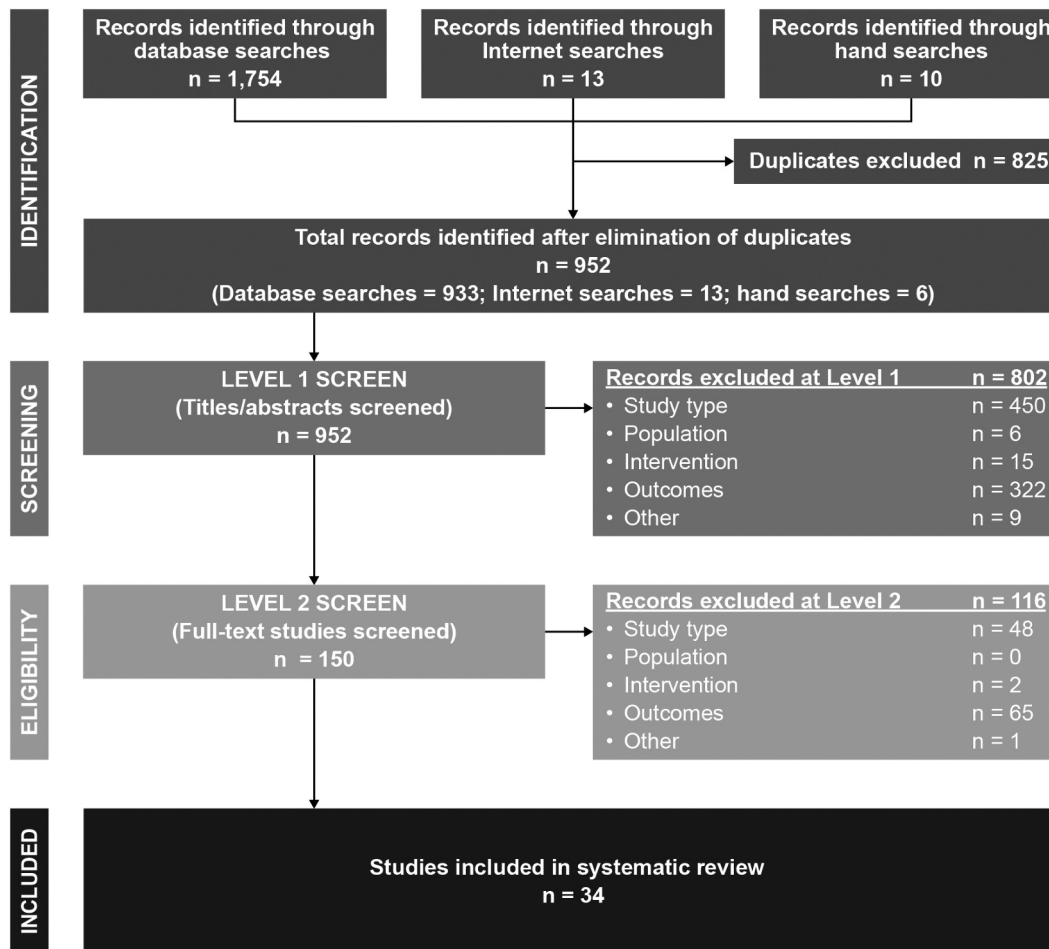 IDENTIFICATION
Records identified through
database searches
n = 1,754
Records identified through
Internet searches
n = 13
Records identified through
hand searches
n = 10
Duplicates excluded n = 825
Total records identified after elimination of duplicates
n = 952
(Database searches = 933; Internet searches = 13; hand searches = 6)
SCREENING
LEVEL 1 SCREEN
(Titles/abstracts screened)
n = 952
Records excluded at Level 1 n = 802
• Study type n = 450
• Population n = 6
• Intervention n = 15
• Outcomes n = 322
• Other n = 9
ELIGIBILITY
LEVEL 2 SCREEN
(Full-text studies screened)
n = 150
Records excluded at Level 2 n = 116
• Study type n = 48
• Population n = 0
• Intervention n = 2
• Outcomes n = 65
• Other n = 1
INCLUDED
Studies included in systematic review
n = 34